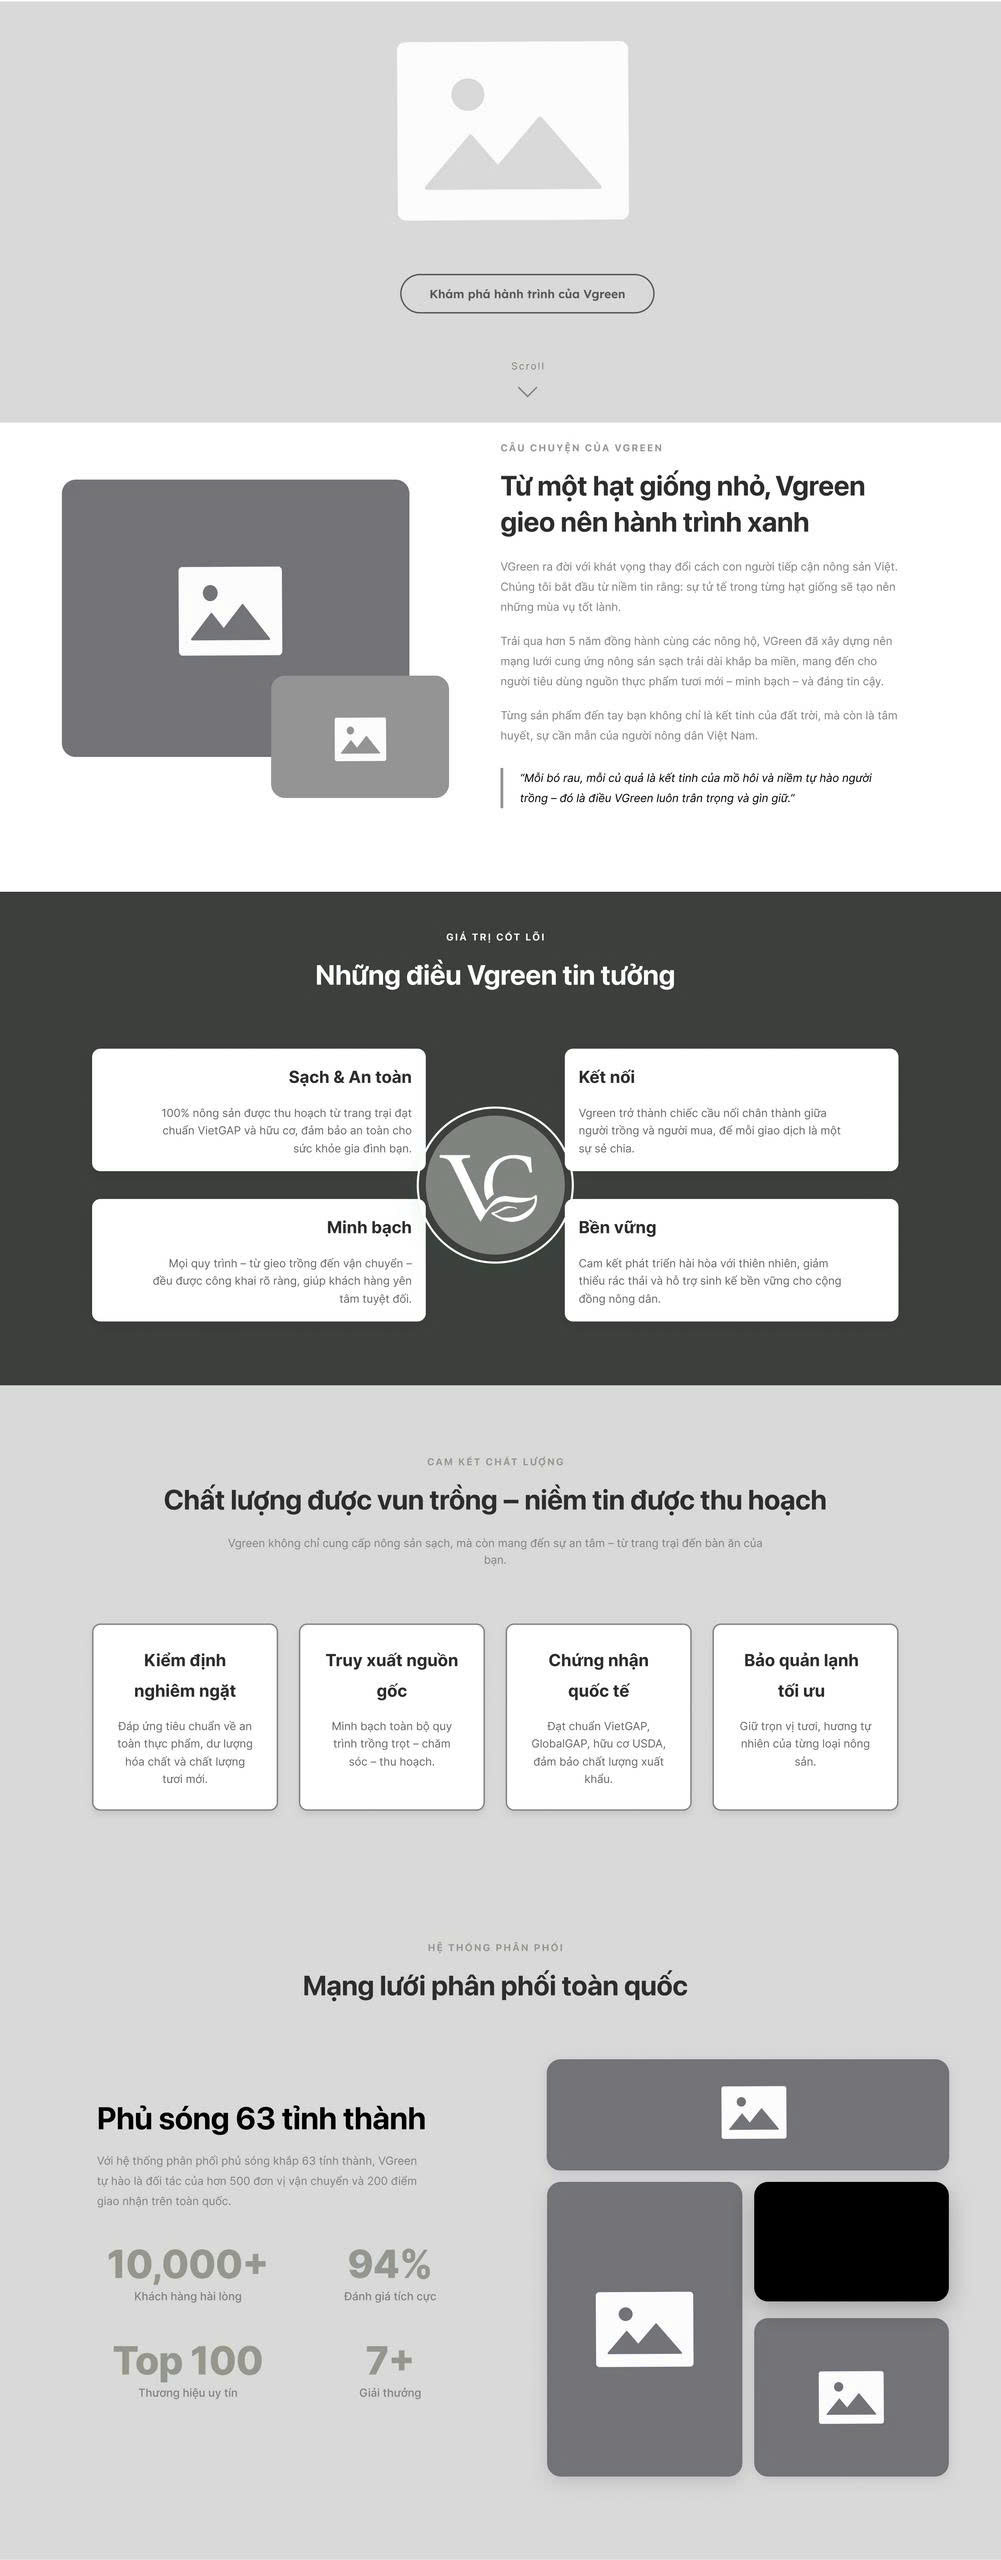 Khám phá hành trình của Vgreen
Scroll
CÂU CHUYỆN CỦA VGREEN
Từ một hạt giống nhỏ, Vgreen
gieo nên hành trình xanh
VGreen ra đời với khát vọng thay đổi cách con người tiếp cận nông sản Việt.
Chúng tôi bắt đầu từ niềm tin rằng: sự tử tế trong từng hạt giống sẽ tạo nên
những mùa vụ tốt lành.
Trải qua hơn 5 năm đồng hành cùng các nông hộ, VGreen đã xây dựng nên
mạng lưới cung ứng nông sản sạch trải dài khắp ba miền, mang đến cho
người tiêu dùng nguồn thực phẩm tươi mới – minh bạch – và đáng tin cậy.
Từng sản phẩm đến tay bạn không chỉ là kết tinh của đất trời, mà còn là tâm
huyết, sự cần mẫn của người nông dân Việt Nam.
“Mỗi bó rau, mỗi củ quả là kết tinh của mồ hôi và niềm tự hào người
trồng – đó là điều VGreen luôn trân trọng và gìn giữ.”
GIÁ TRỊ CỐT LÕI
Những điều Vgreen tin tưởng
Sạch & An toàn
100% nông sản được thu hoạch từ trang trại đạt
chuẩn VietGAP và hữu cơ, đảm bảo an toàn cho
sức khỏe gia đình bạn.
Kết nối
Vgreen trở thành chiếc cầu nối chân thành giữa
người trồng và người mua, để mỗi giao dịch là một
sự sẻ chia.
VG
Minh bạch
Mọi quy trình – từ gieo trồng đến vận chuyển –
đều được công khai rõ ràng, giúp khách hàng yên
tâm tuyệt đối.
Bền vững
Cam kết phát triển hài hòa với thiên nhiên, giảm
thiểu rác thải và hỗ trợ sinh kế bền vững cho cộng
đồng nông dân.
CAM KẾT CHẤT LƯỢNG
Chất lượng được vun trồng – niềm tin được thu hoạch
Vgreen không chỉ cung cấp nông sản sạch, mà còn mang đến sự an tâm – từ trang trại đến bàn ăn của
bạn.
Kiểm định
nghiêm ngặt
Đáp ứng tiêu chuẩn về an
toàn thực phẩm, dư lượng
hóa chất và chất lượng
tươi mới.
Truy xuất nguồn
gốc
Minh bạch toàn bộ quy
trình trồng trọt – chăm
sóc – thu hoạch.
Chứng nhận
quốc tế
Đạt chuẩn VietGAP,
GlobalGAP, hữu cơ USDA,
đảm bảo chất lượng xuất
khẩu.
Bảo quản lạnh
tối ưu
Giữ trọn vị tươi, hương tự
nhiên của từng loại nông
sản.
HỆ THỐNG PHÂN PHỐI
Mạng lưới phân phối toàn quốc
Phủ sóng 63 tỉnh thành
Với hệ thống phân phối phủ sóng khắp 63 tỉnh thành, VGreen
tự hào là đối tác của hơn 500 đơn vị vận chuyển và 200 điểm
giao nhận trên toàn quốc.
10,000+
Khách hàng hài lòng
94%
Đánh giá tích cực
Top 100
Thương hiệu uy tín
7+
Giải thưởng